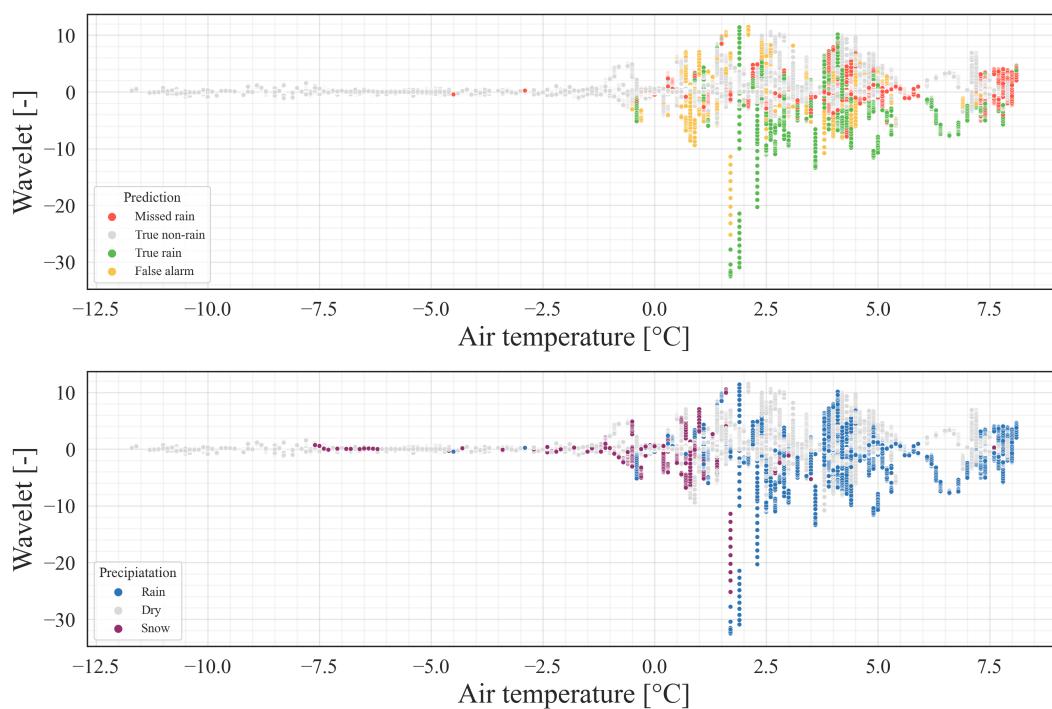 10
0
−10
−20
−30
Wavelet [-]
Prediction
Missed rain
True non-rain
True rain
False alarm
−12.5 −10.0 −7.5 −5.0 −2.5 0.0 2.5 5.0 7.5
Air temperature [°C]
10
0
−10
−20
−30
Wavelet [-]
Precipiatation
Rain
Dry
Snow
−12.5 −10.0 −7.5 −5.0 −2.5 0.0 2.5 5.0 7.5
Air temperature [°C]